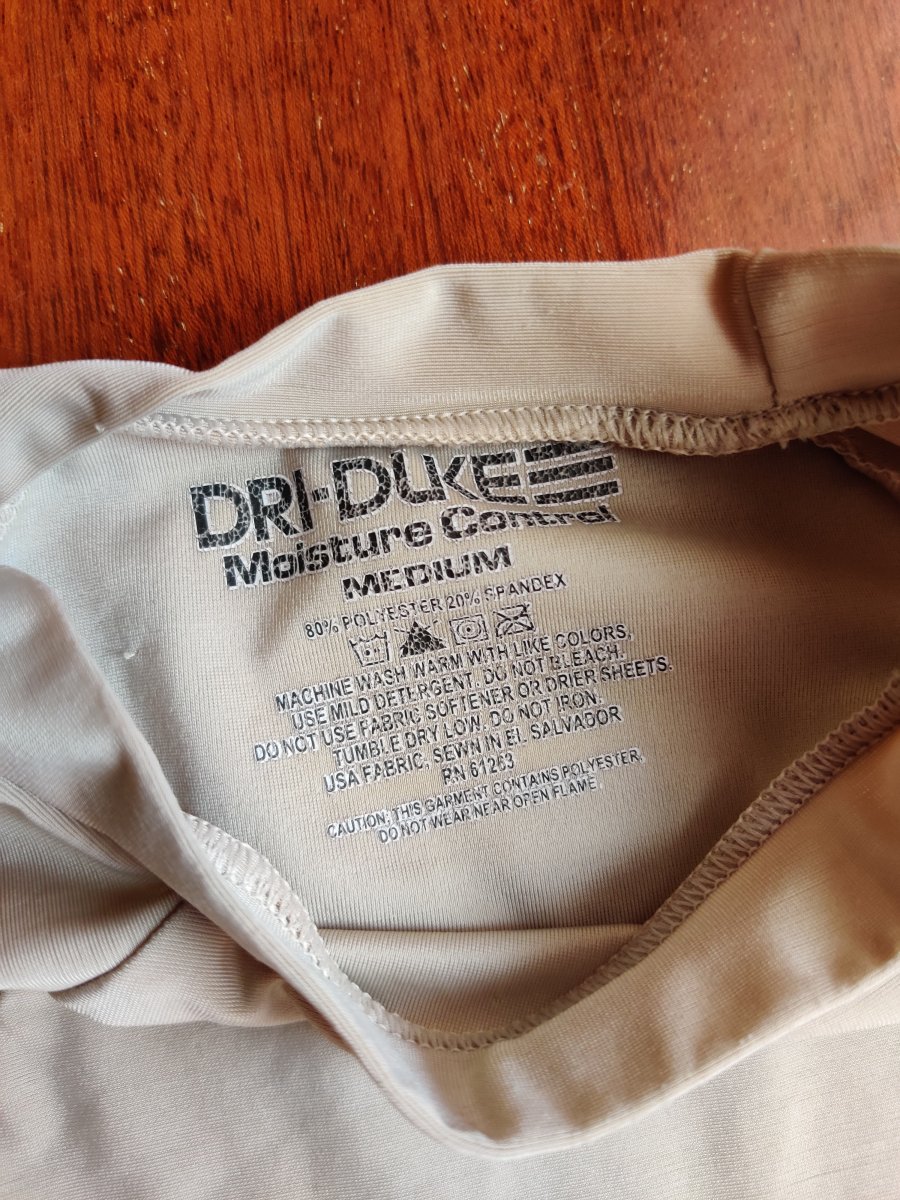 DRI-DUKE
Moisture Control
MEDIUM
80% POLYESTER 20% SPANDEX
MACHINE WASH WARM WITH LIKE COLORS,
USE MILD DETERGENT. DO NOT BLEACH.
DO NOT USE FABRIC SOFTENER OR DRIER SHEETS.
TUMBLE DRY LOW. DO NOT IRON.
USA FABRIC, SEWN IN EL SALVADOR
RN 61263
CAUTION: THIS GARMENT CONTAINS POLYESTER,
DO NOT WEAR NEAR OPEN FLAME.